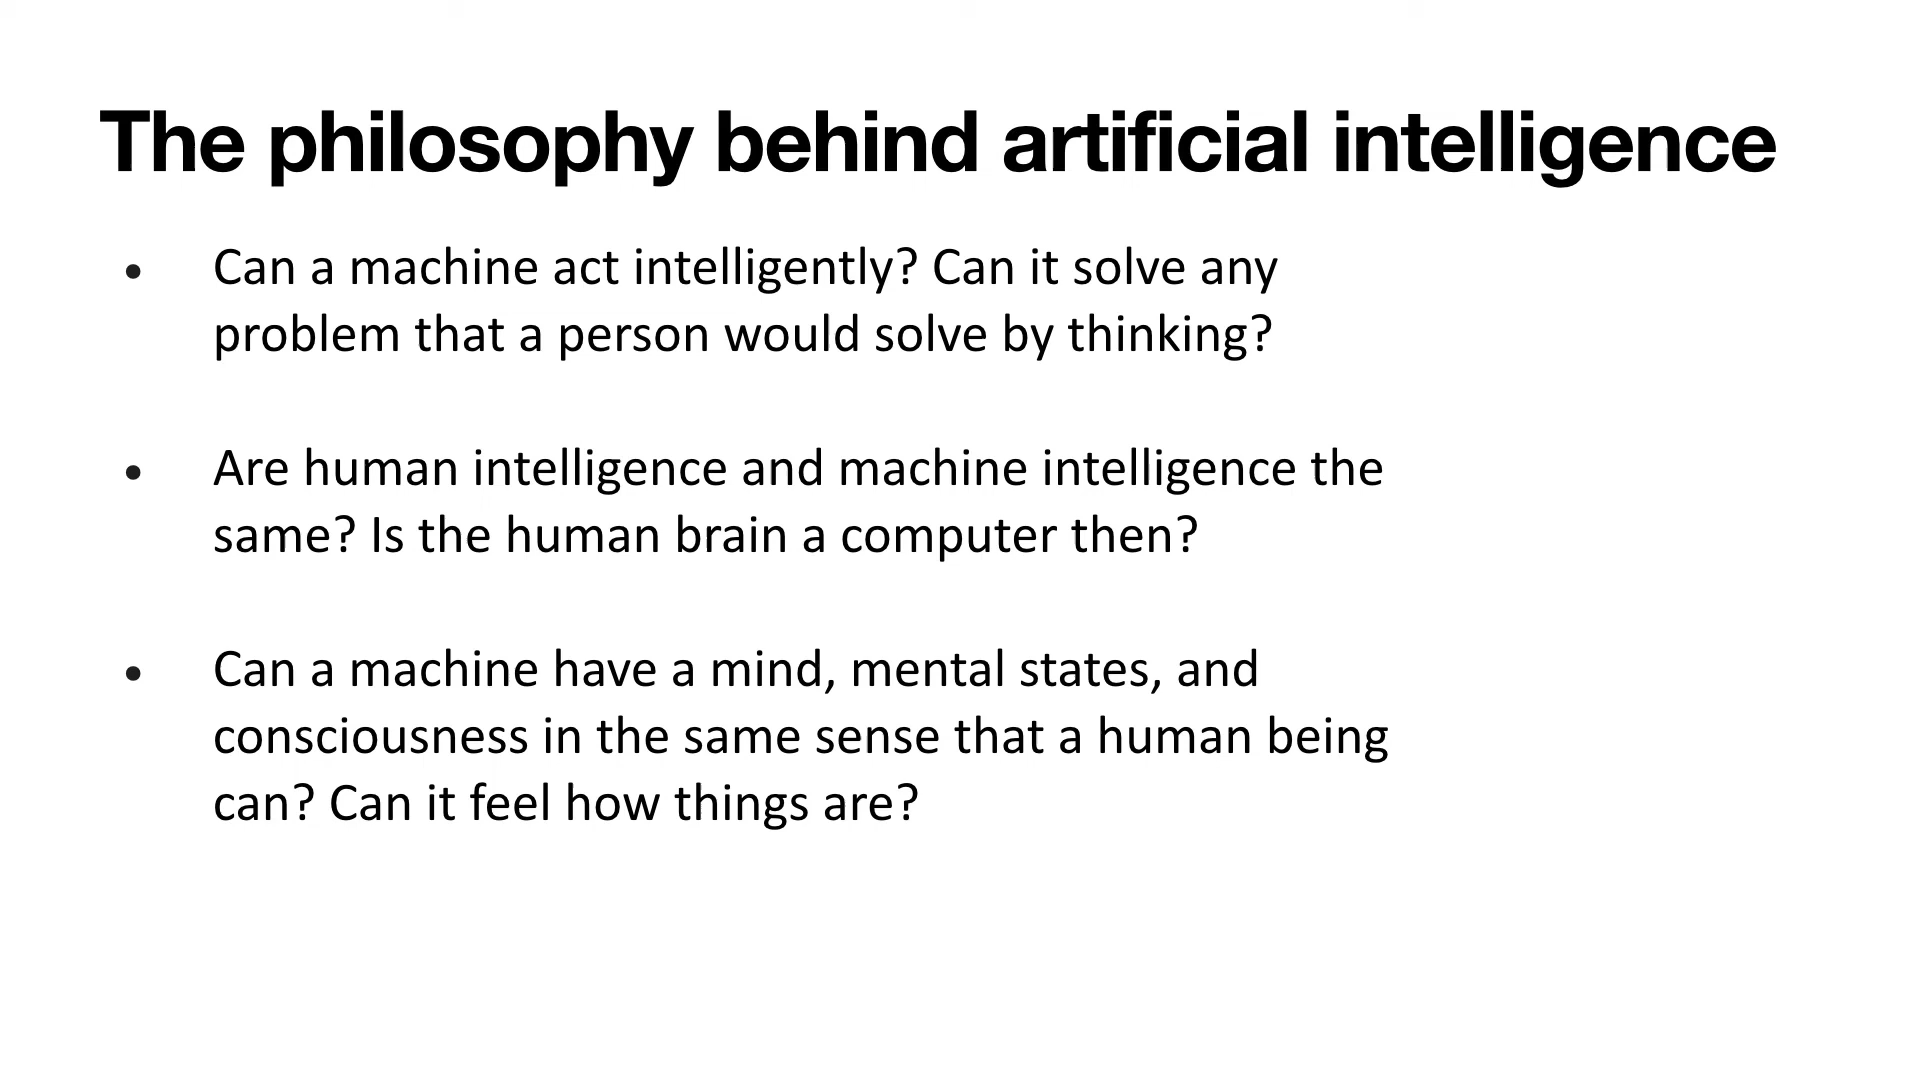 The philosophy behind artificial intelligence
• Can a machine act intelligently? Can it solve any
problem that a person would solve by thinking?
• Are human intelligence and machine intelligence the
same? Is the human brain a computer then?
• Can a machine have a mind, mental states, and
consciousness in the same sense that a human being
can? Can it feel how things are?